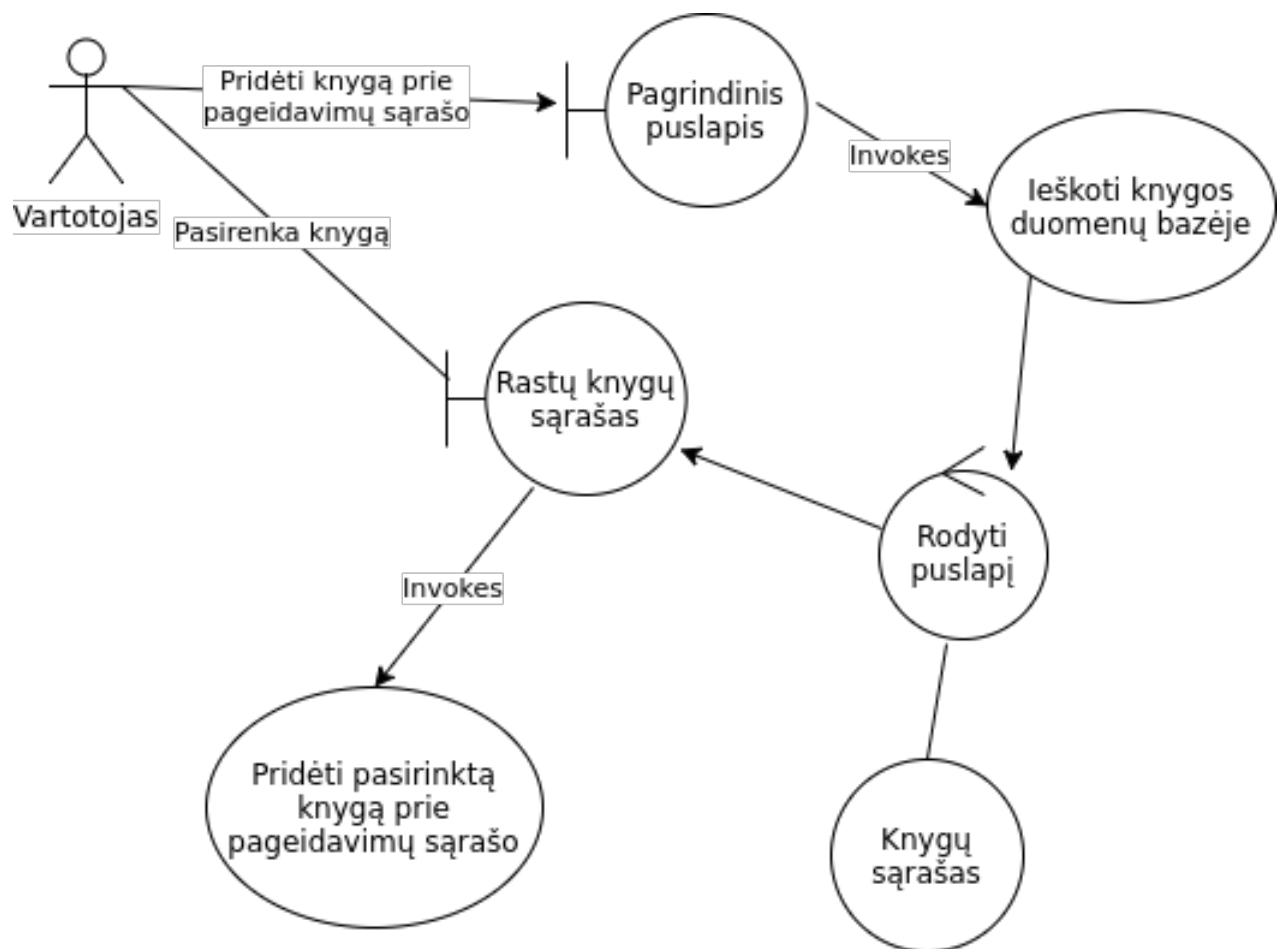 Pridėti knygą prie
pageidavimų sąrašo
Pagrindinis
puslapis
Invokes
Ieškoti knygos
duomenų bazėje
Vartotojas
Pasirenka knygą
Rastų knygų
sąrašas
Rodyti
puslapį
Invokes
Pridėti pasirinktą
knygą prie
pageidavimų sąrašo
Knygų
sąrašas